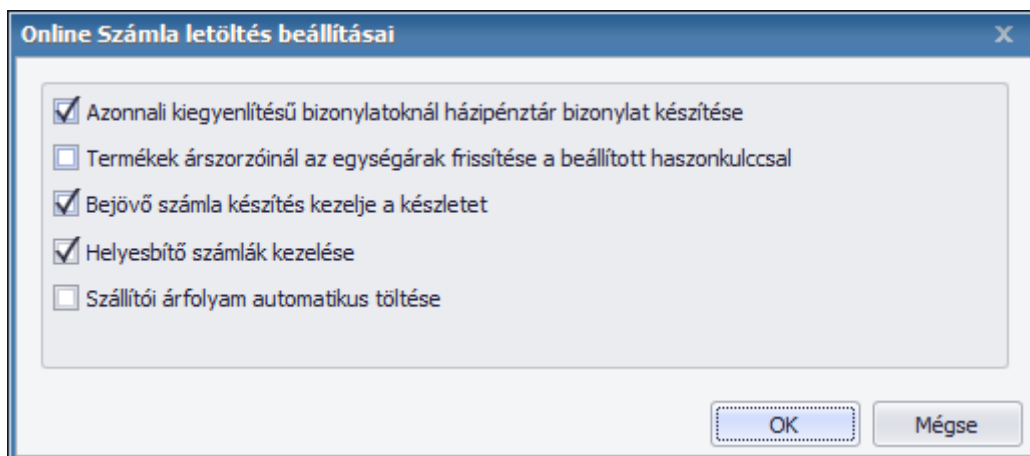 Online Számla letöltés beállításai
Azonnali kiegyenlítésű bizonylatoknál házipénztár bizonylat készítése
Termékek árszorzóinál az egységárak frissítése a beállított haszonkulccsal
Bejövő számla készítés kezelje a készletet
Helyesbítő számlák kezelése
Szállítói árfolyam automatikus töltése
OK Mégse